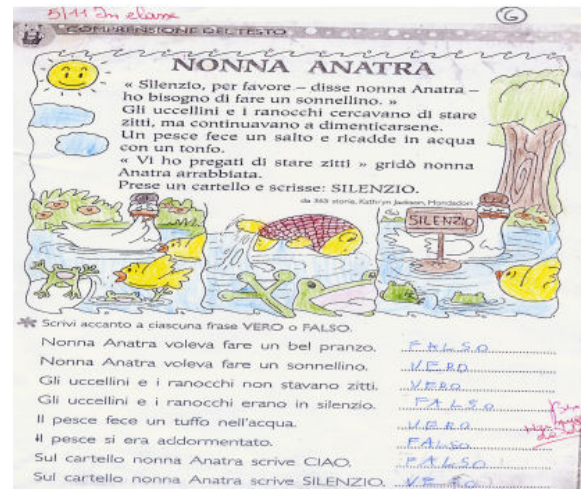 5/11 In classe
6
COMPRENSIONE DEL TESTO
NONNA ANATRA
« Silenzio, per favore – disse nonna Anatra –
ho bisogno di fare un sonnellino. »
Gli uccellini e i ranocchi cercavano di stare
zitti, ma continuavano a dimenticarsene.
Un pesce fece un salto e ricadde in acqua
con un tonfo.
« Vi ho pregati di stare zitti » gridò nonna
Anatra arrabbiata.
Prese un cartello e scrisse: SILENZIO.
da 365 storie, Kathryn Jackson, Mondadori
SILENZIO
Scrivi accanto a ciascuna frase VERO o FALSO.
Nonna Anatra voleva fare un bel pranzo. FALSO
Nonna Anatra voleva fare un sonnellino. VERO
Gli uccellini e i ranocchi non stavano zitti. VERO
Gli uccellini e i ranocchi erano in silenzio. FALSO
Il pesce fece un tuffo nell'acqua. VERO
Il pesce si era addormentato. FALSO
Sul cartello nonna Anatra scrive CIAO. FALSO
Sul cartello nonna Anatra scrive SILENZIO. VERO